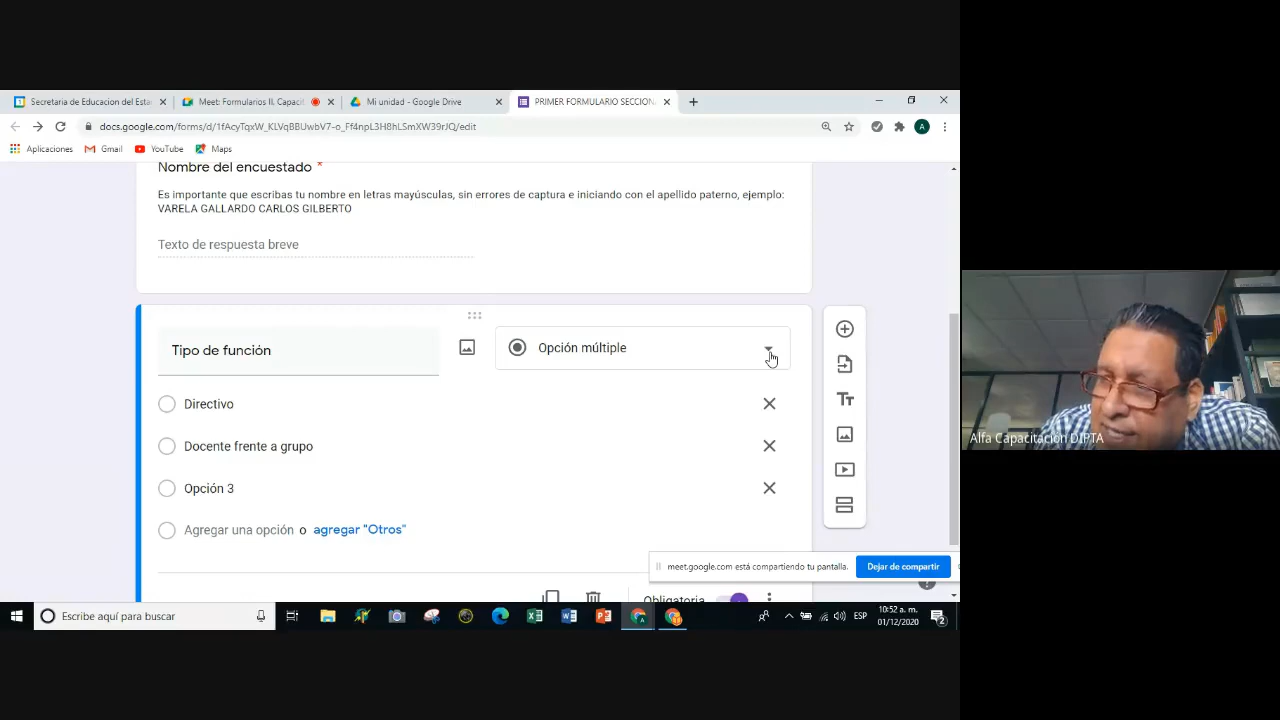 Secretaria de Educacion del Esta
Meet: Formularios II. Capaci
Mi unidad - Google Drive
PRIMER FORMULARIO SECCION
docs.google.com/forms/d/1fAcyTqxW_KLVqBBUwbV7-o_Ff4npL3H8hLSmXW39rJQ/edit
A
Aplicaciones
Gmail
YouTube
Maps
Nombre del encuestado *
Es importante que escribas tu nombre en letras mayúsculas, sin errores de captura e iniciando con el apellido paterno, ejemplo:
VARELA GALLARDO CARLOS GILBERTO
Texto de respuesta breve
Tipo de función
Opción múltiple
Directivo
Docente frente a grupo
Opción 3
Agregar una opción o agregar "Otros"
Tt
meet.google.com está compartiendo tu pantalla.
Dejar de compartir
Obligatoria
Alfa Capacitación DIPTA
Escribe aquí para buscar
ESP
10:52 a. m.
01/12/2020
2